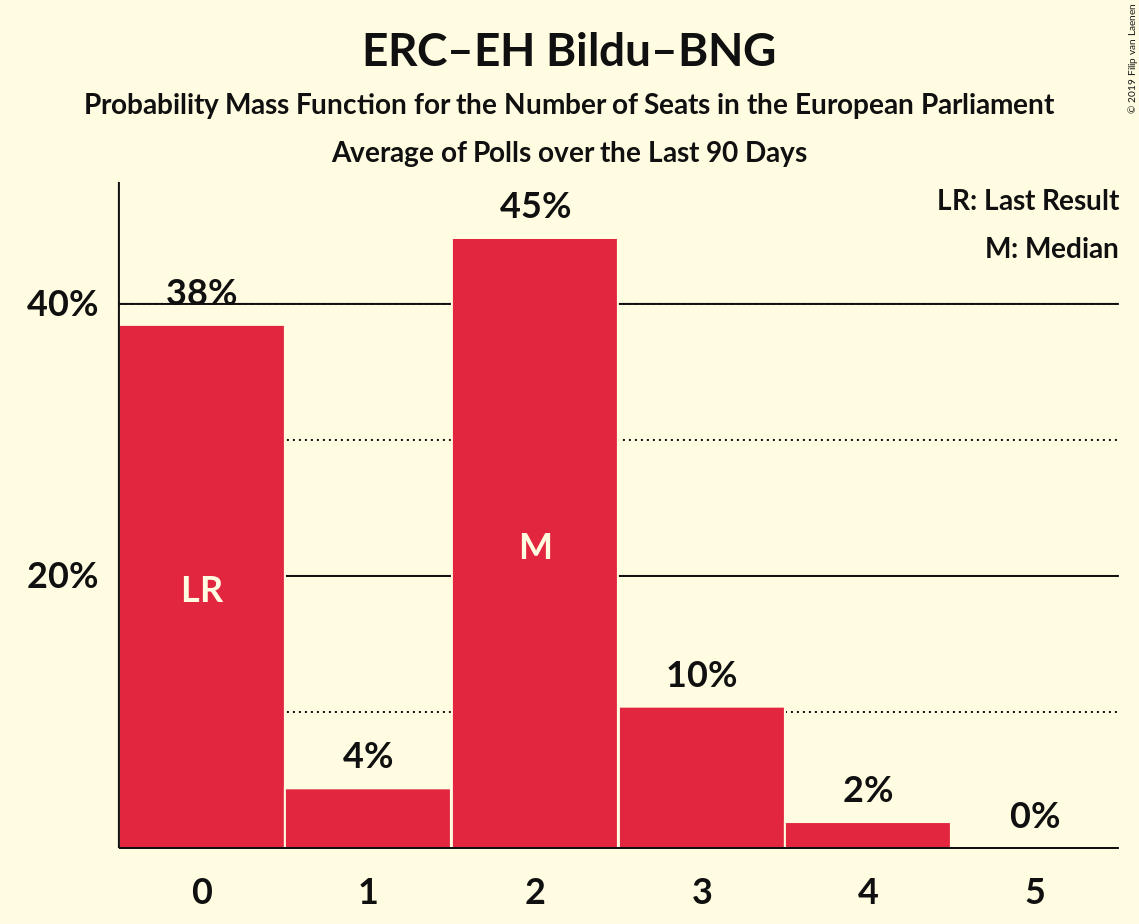 ERC–EH Bildu–BNG
Probability Mass Function for the Number of Seats in the European Parliament
Average of Polls over the Last 90 Days
© 2019 Filip van Laenen
LR: Last Result
M: Median
45%
38%
40%
M
20%
LR
10%
4%
2%
0%
0 1 2 3 4 5